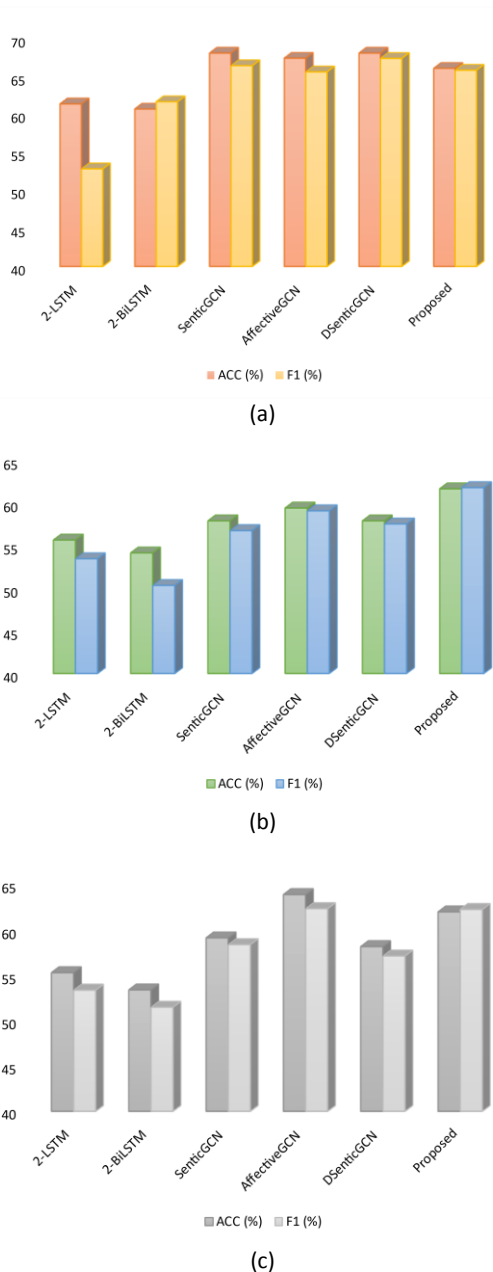 70
65
60
55
50
45
40
2-LSTM
2-BiLSTM
SenticGCN
AffectiveGCN
DSenticGCN
Proposed
ACC (%) F1 (%)
(a)
65
60
55
50
45
40
2-LSTM
2-BiLSTM
SenticGCN
AffectiveGCN
DSenticGCN
Proposed
ACC (%) F1 (%)
(b)
65
60
55
50
45
40
2-LSTM
2-BiLSTM
SenticGCN
AffectiveGCN
DSenticGCN
Proposed
ACC (%) F1 (%)
(c)